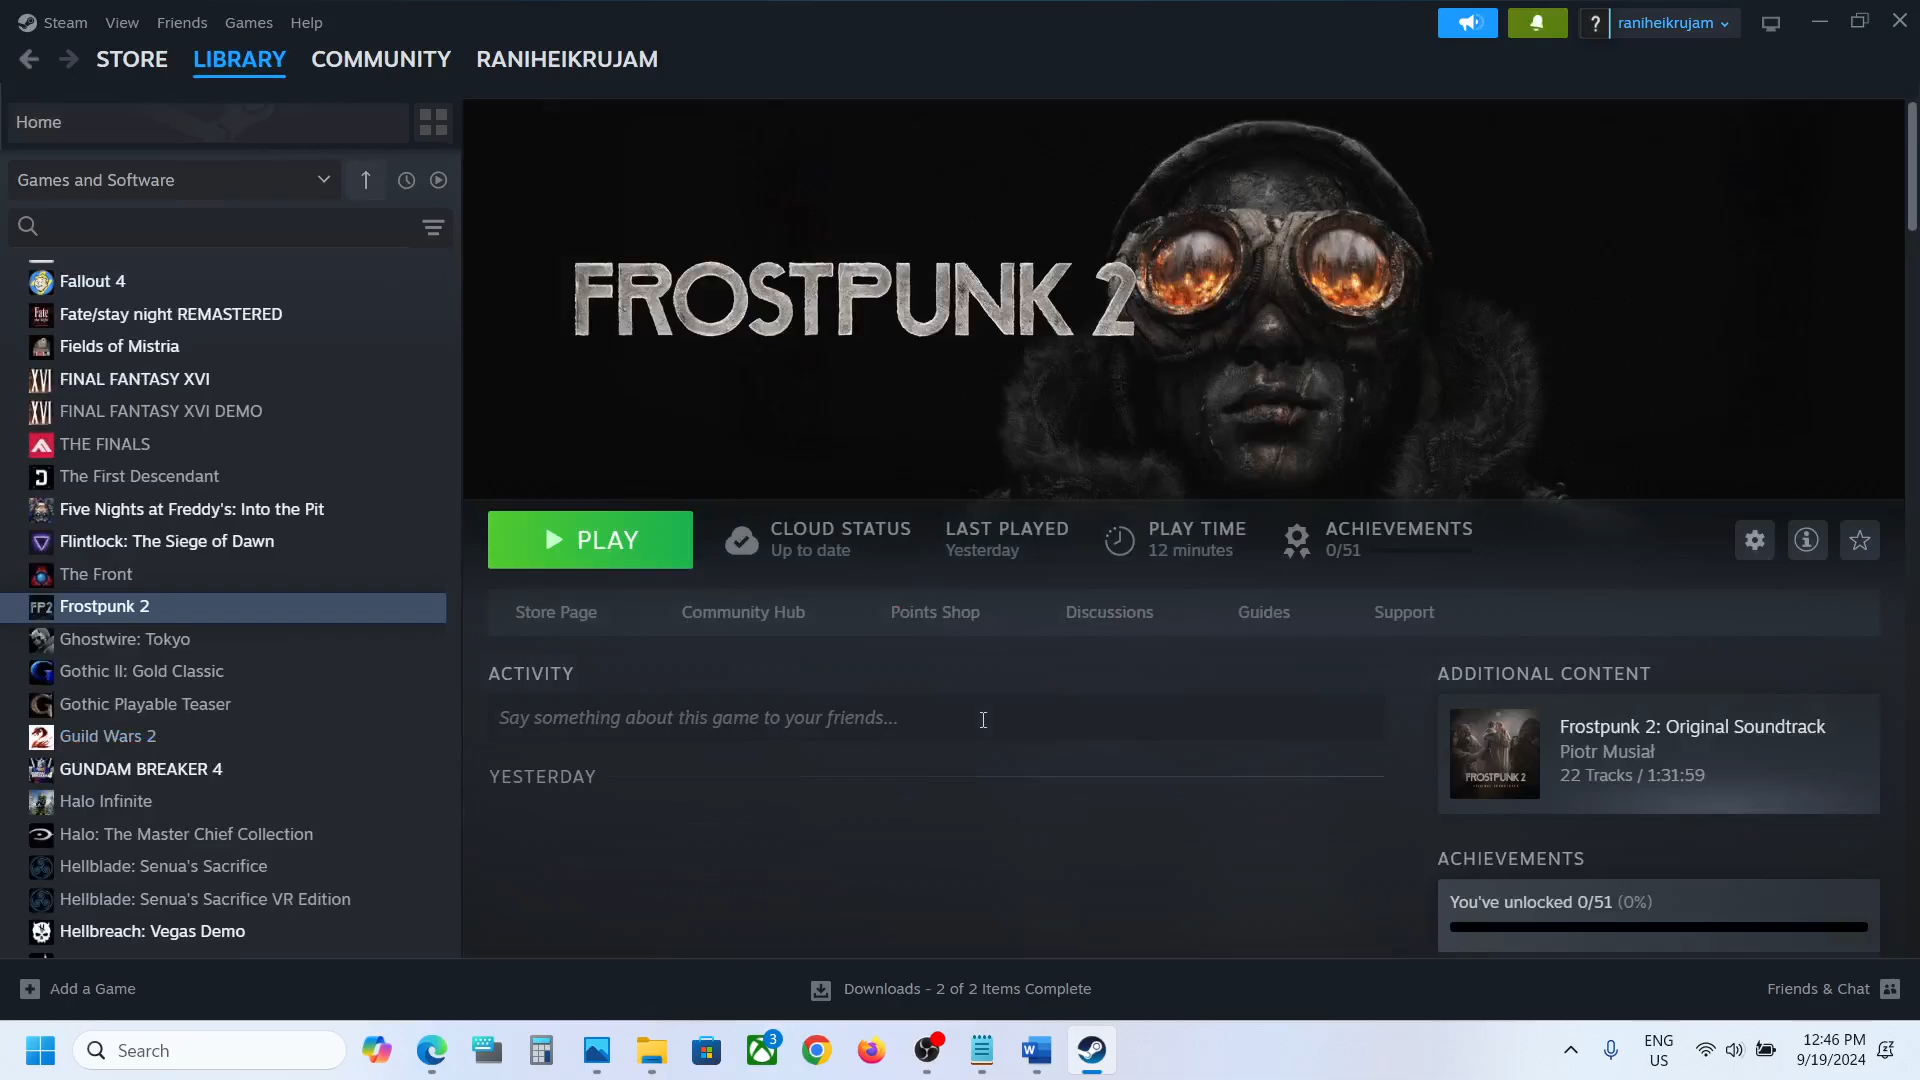 Steam View Friends Games Help
raniheikrujam
STORE LIBRARY COMMUNITY RANIHEIKRUJAM
Home
Games and Software
Fallout 4
Fate/stay night REMASTERED
Fields of Mistria
FINAL FANTASY XVI
FINAL FANTASY XVI DEMO
THE FINALS
The First Descendant
Five Nights at Freddy's: Into the Pit
Flintlock: The Siege of Dawn
The Front
Frostpunk 2
Ghostwire: Tokyo
Gothic II: Gold Classic
Gothic Playable Teaser
Guild Wars 2
GUNDAM BREAKER 4
Halo Infinite
Halo: The Master Chief Collection
Hellblade: Senua's Sacrifice
Hellblade: Senua's Sacrifice VR Edition
Hellbreach: Vegas Demo
FROSTPUNK 2
PLAY
CLOUD STATUS
Up to date
LAST PLAYED
Yesterday
PLAY TIME
12 minutes
ACHIEVEMENTS
0/51
Store Page Community Hub Points Shop Discussions Guides Support
ACTIVITY
Say something about this game to your friends...
YESTERDAY
ADDITIONAL CONTENT
FROSTPUNK 2
Frostpunk 2: Original Soundtrack
Piotr Musiał
22 Tracks / 1:31:59
ACHIEVEMENTS
You've unlocked 0/51 (0%)
Add a Game
Downloads - 2 of 2 Items Complete
Friends & Chat
Search
3
ENG
US
12:46 PM
9/19/2024